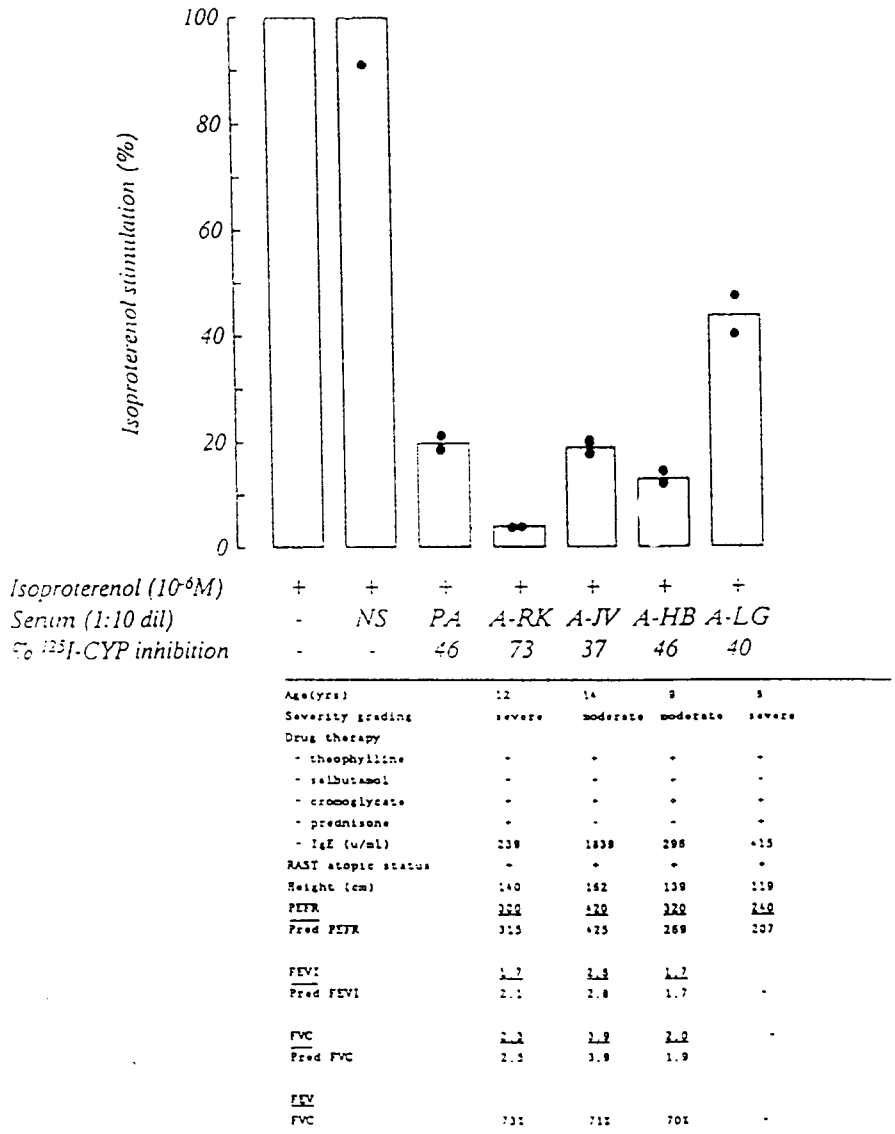 100
80
60
40
20
0
Isoproterenol stimulation (%)
Isoproterenol (10-6M) + + + + + + +
Serum (1:10 dil) - NS PA A-RK A-JV A-HB A-LG
% 125I-CYP inhibition - - 46 73 37 46 40
Age(yrs) 12 14 9
Severity grading severe moderate moderate severe
Drug therapy
- theophylline
- salbutamol
- cromoglycate
- prednisone
- IgE (u/ml) 239 1838 296 415
RAST atopic status + + + +
Height (cm) 140 162 139 119
PEFR 320 420 320 240
Pred PEFR 315 425 269 207
FEVI 1.7 1.7
Pred FEVI 2.1 2.8 1.7 -
FVC 3.9 2.0 -
Pred FVC 2.5 3.9 1.9
FEV
FVC 73% 71% 70% -